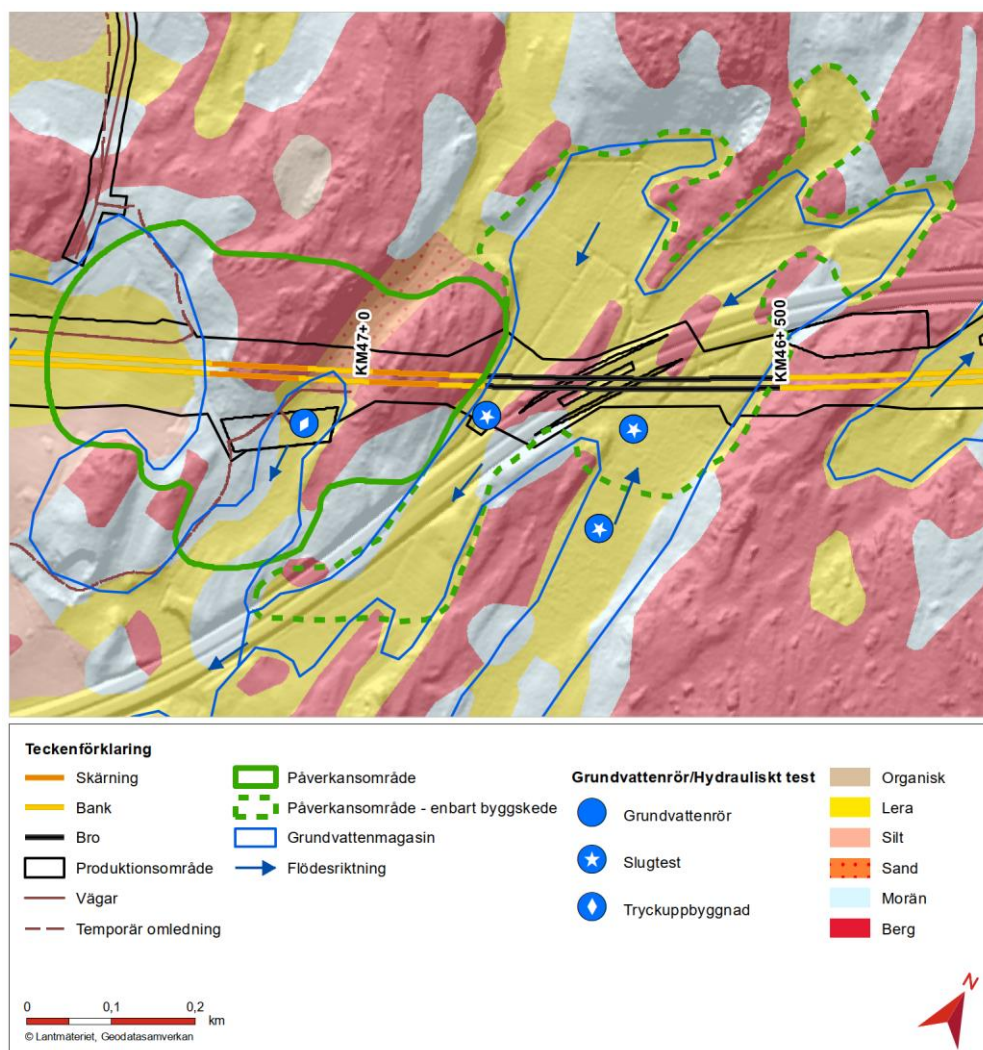 KM47+ 0
KM46+ 500
Teckenförklaring
Skärning
Bank
Bro
Produktionsområde
Vägar
Temporär omledning
Påverkansområde
Påverkansområde - enbart byggskede
Grundvattenmagasin
Flödesriktning
Grundvattenrör/Hydrauliskt test
Grundvattenrör
Slugtest
Tryckuppbyggnad
Organisk
Lera
Silt
Sand
Morän
Berg
0 0,1 0,2
km
© Lantmäteriet, Geodatasamverkan
N